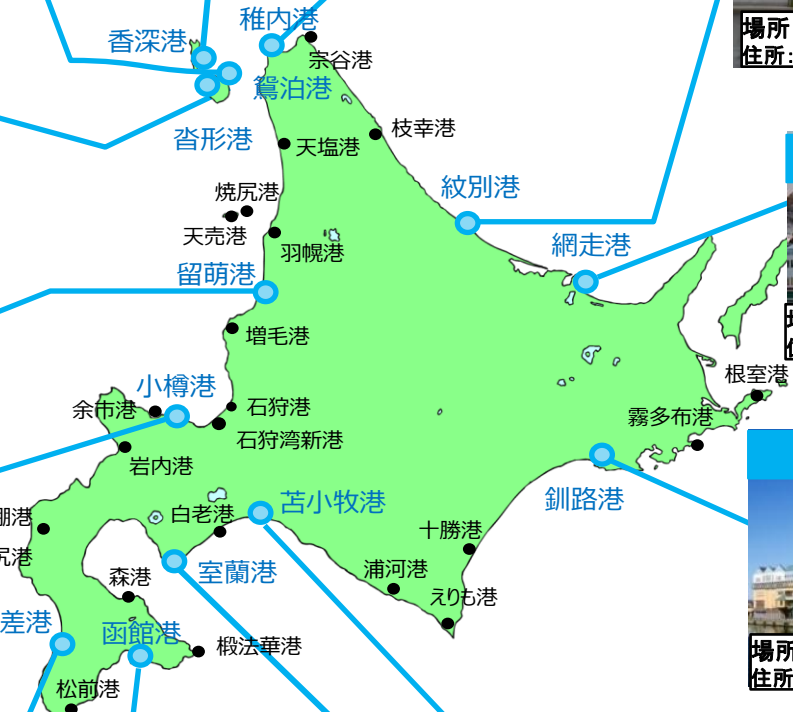 稚内港
場所
住所:
香深港
宗谷港
鴛泊港
枝幸港
沓形港
天塩港
焼尻港
紋別港
天売港
羽幌港
網走港
留萌港
増毛港
根室港
小樽港
余市港
石狩港
霧多布港
石狩湾新港
岩内港
釧路港
苫小牧港
棚港
白老港
十勝港
尻港
室蘭港
浦河港
森港
えりも港
差港
函館港
椴法華港
場所
住所
松前港